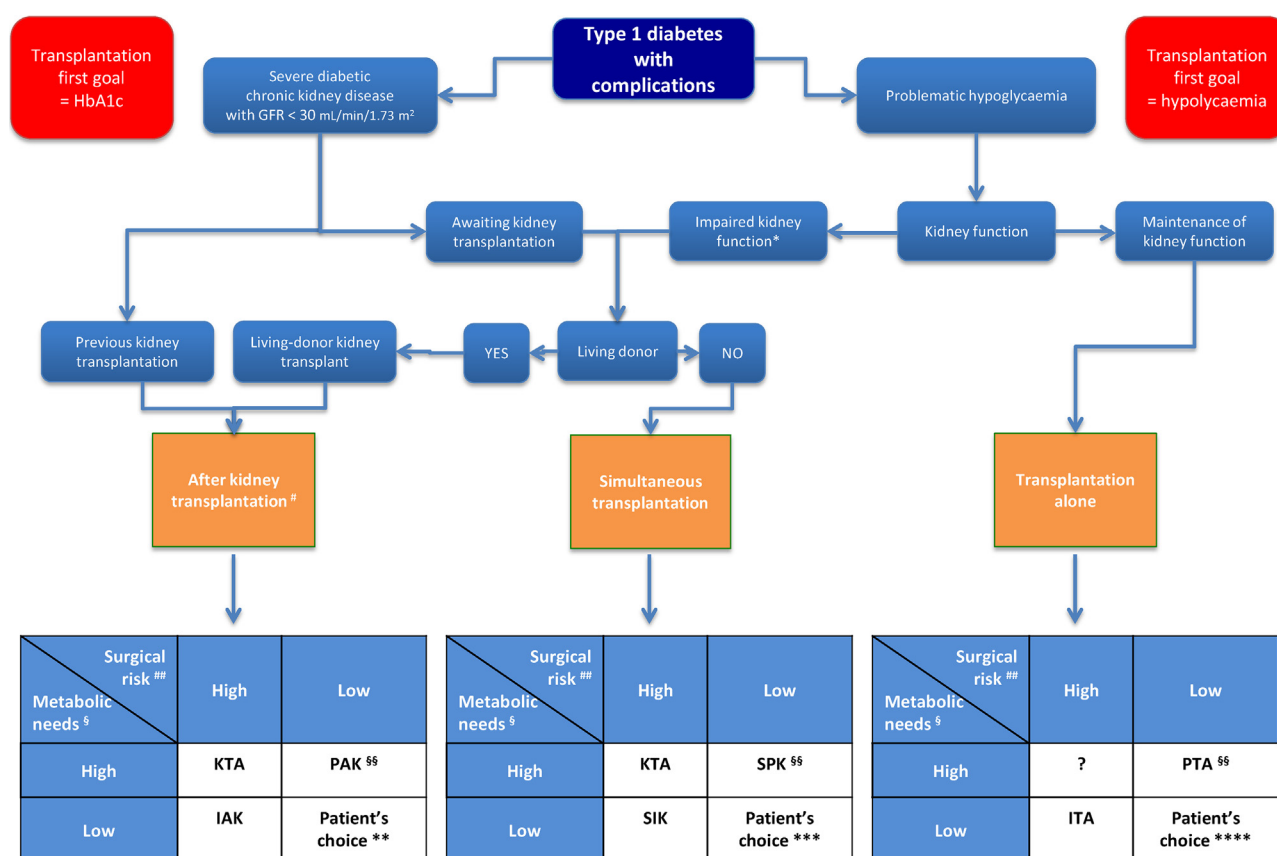 Transplantation
first goal
= HbA1c
Severe diabetic
chronic kidney disease
with GFR < 30 mL/min/1.73 m²
Type 1 diabetes
with
complications
Problematic hypoglycaemia
Transplantation
first goal
= hypolycaemia
Awaiting kidney
transplantation
Impaired kidney
function*
Kidney function
Maintenance of
kidney function
Previous kidney
transplantation
Living-donor kidney
transplant
YES
Living donor
NO
After kidney
transplantation #
Simultaneous
transplantation
Transplantation
alone
Surgical
risk ##
Metabolic
needs §
High
Low
High
KTA
PAK §§
Low
IAK
Patient's
choice **
Surgical
risk ##
Metabolic
needs §
High
Low
High
KTA
SPK §§
Low
SIK
Patient's
choice ***
Surgical
risk ##
Metabolic
needs §
High
Low
High
?
PTA §§
Low
ITA
Patient's
choice ****